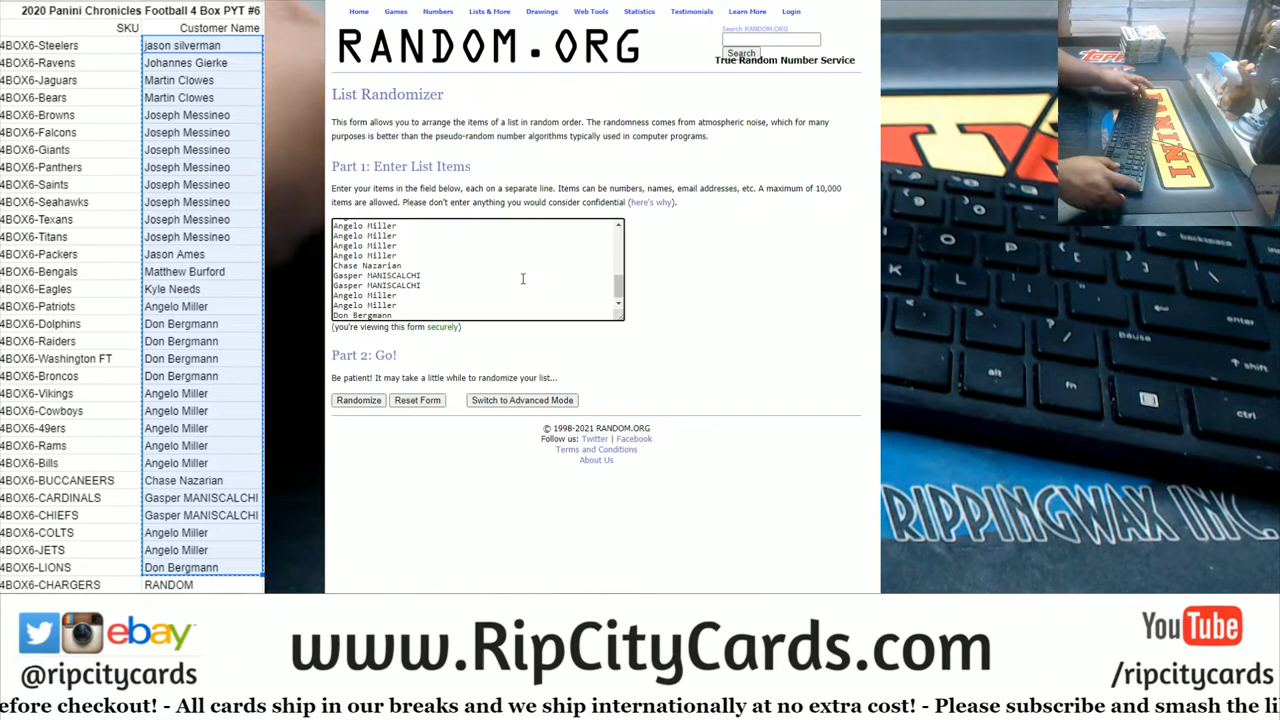 2020 Panini Chronicles Football 4 Box PYT #6
SKU Customer Name
4BOX6-Steelers jason silverman
4BOX6-Ravens Johannes Gierke
4BOX6-Jaguars Martin Clowes
4BOX6-Bears Martin Clowes
4BOX6-Browns Joseph Messineo
4BOX6-Falcons Joseph Messineo
4BOX6-Giants Joseph Messineo
4BOX6-Panthers Joseph Messineo
4BOX6-Saints Joseph Messineo
4BOX6-Seahawks Joseph Messineo
4BOX6-Texans Joseph Messineo
4BOX6-Titans Joseph Messineo
4BOX6-Packers Jason Ames
4BOX6-Bengals Matthew Burford
4BOX6-Eagles Kyle Needs
4BOX6-Patriots Angelo Miller
4BOX6-Dolphins Don Bergmann
4BOX6-Raiders Don Bergmann
4BOX6-Washington FT Don Bergmann
4BOX6-Broncos Don Bergmann
4BOX6-Vikings Angelo Miller
4BOX6-Cowboys Angelo Miller
4BOX6-49ers Angelo Miller
4BOX6-Rams Angelo Miller
4BOX6-Bills Angelo Miller
4BOX6-BUCCANEERS Chase Nazarian
4BOX6-CARDINALS Gasper MANISCALCHI
4BOX6-CHIEFS Gasper MANISCALCHI
4BOX6-COLTS Angelo Miller
4BOX6-JETS Angelo Miller
4BOX6-LIONS Don Bergmann
4BOX6-CHARGERS RANDOM
Home Games Numbers Lists & More Drawings Web Tools Statistics Testimonials Learn More Login
RANDOM.ORG
Search RANDOM.ORG
Search
True Random Number Service
List Randomizer
This form allows you to arrange the items of a list in random order. The randomness comes from atmospheric noise, which for many
purposes is better than the pseudo-random number algorithms typically used in computer programs.
Part 1: Enter List Items
Enter your items in the field below, each on a separate line. Items can be numbers, names, email addresses, etc. A maximum of 10,000
items are allowed. Please don't enter anything you would consider confidential (here's why).
Angelo Miller
Angelo Miller
Angelo Miller
Angelo Miller
Chase Nazarian
Gasper MANISCALCHI
Gasper MANISCALCHI
Angelo Miller
Angelo Miller
Don Bergmann
(you're viewing this form securely)
Part 2: Go!
Be patient! It may take a little while to randomize your list...
Randomize Reset Form Switch to Advanced Mode
© 1998-2021 RANDOM.ORG
Follow us: Twitter | Facebook
Terms and Conditions
About Us
PANINI
backspace
enter
shift
alt
fn
ctrl
RIPPINGWAX INC.
ebay
@ripcitycards
www.RipCityCards.com
YouTube
/ripcitycards
efore checkout! - All cards ship in our breaks and we ship internationally at no extra cost! - Please subscribe and smash the li